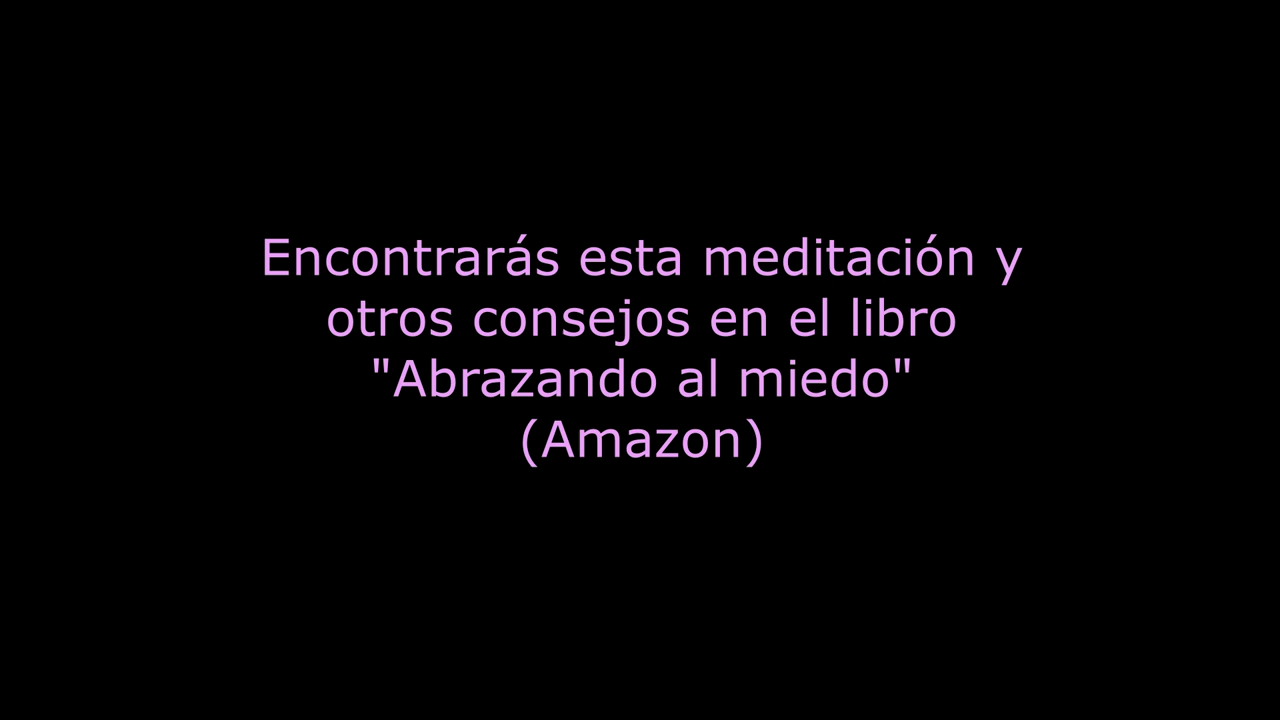 Encontrarás esta meditación y
otros consejos en el libro
"Abrazando al miedo"
(Amazon)